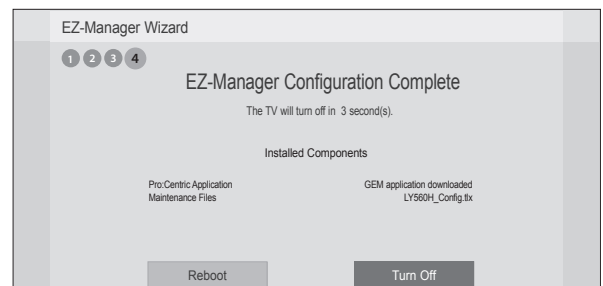 EZ-Manager Wizard
1 2 3 4
EZ-Manager Configuration Complete
The TV will turn off in 3 second(s).
Installed Components
Pro:Centric Application GEM application downloaded
Maintenance Files LY560H_Config.tlx
Reboot Turn Off